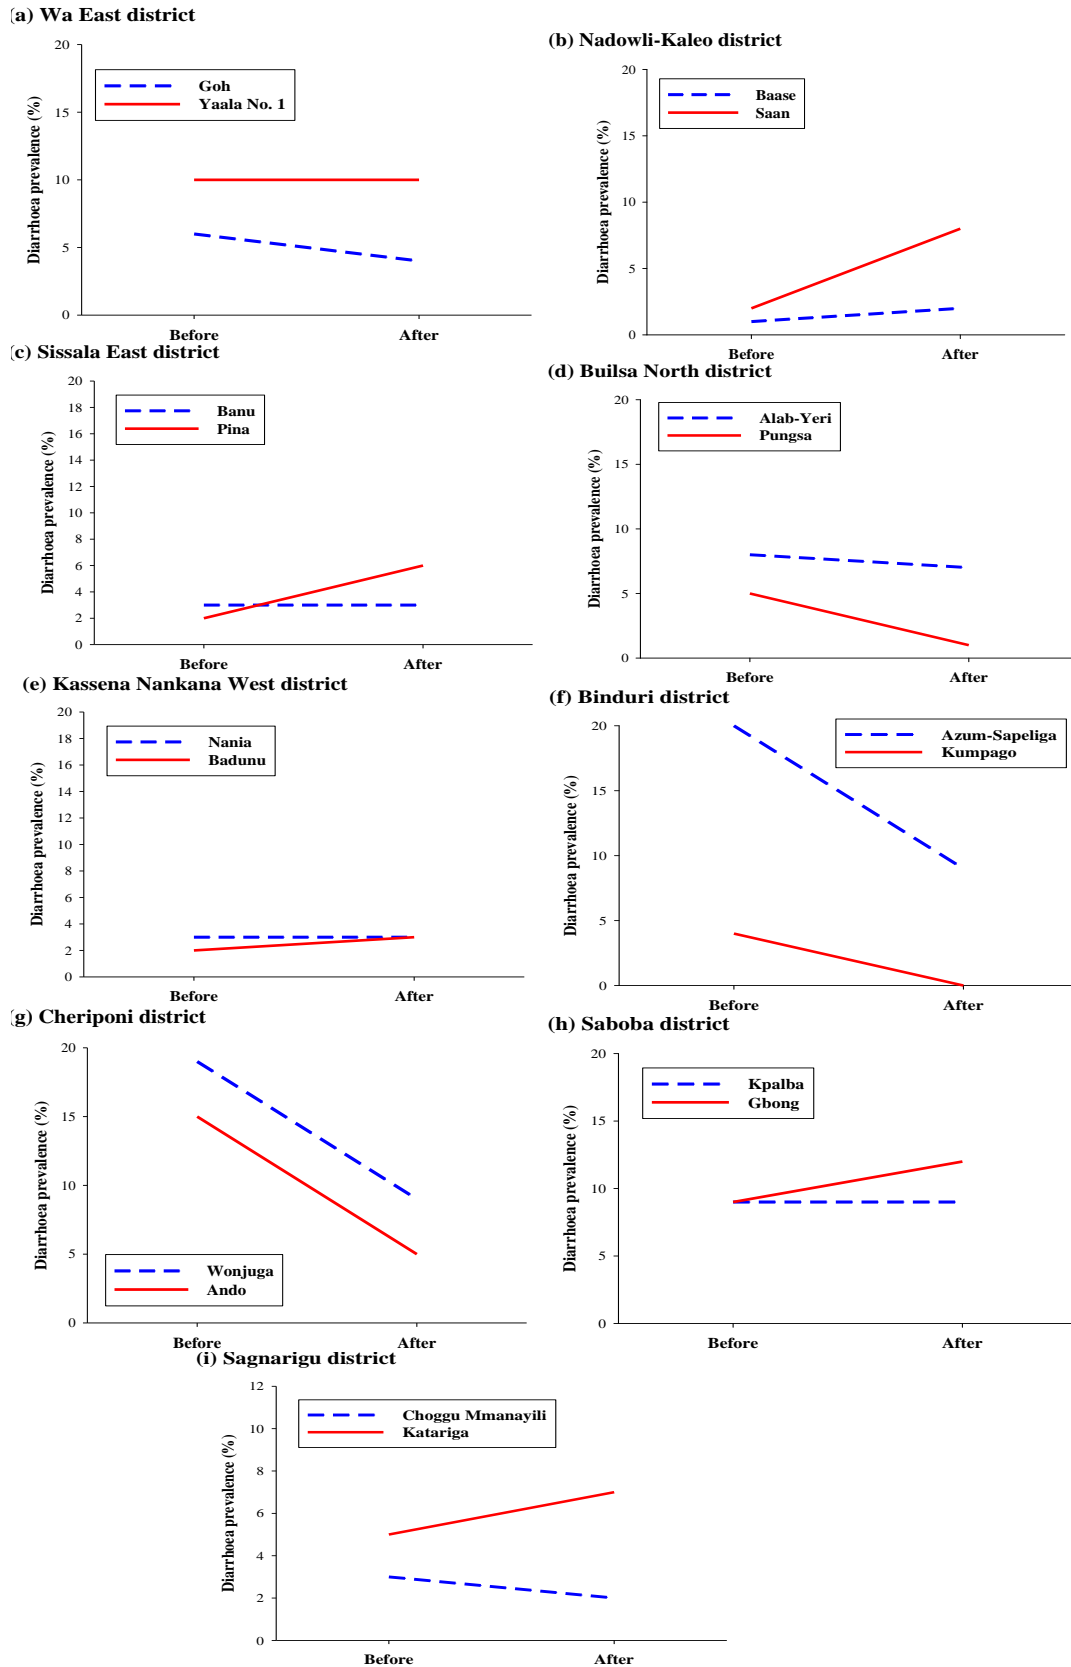 (a) Wa East district
20
Goh
Yaala No. 1
15
10
5
0
Diarrhoea prevalence (%)
Before
After
(b) Nadowli-Kaleo district
20
Baase
Saan
15
10
5
0
Diarrhoea prevalence (%)
Before
After
(c) Sissala East district
20
18
16
14
12
10
8
6
4
2
0
Banu
Pina
Diarrhoea prevalence (%)
Before
After
(d) Builsa North district
20
Alab-Yeri
Pungsa
15
10
5
0
Diarrhoea prevalence (%)
Before
After
(e) Kassena Nankana West district
20
18
16
14
12
10
8
6
4
2
0
Nania
Badunu
Diarrhoea prevalence (%)
Before
After
(f) Binduri district
20
Azum-Sapeliga
Kumpago
15
10
5
0
Diarrhoea prevalence (%)
Before
After
(g) Cheriponi district
20
15
10
5
0
Wonjuga
Ando
Diarrhoea prevalence (%)
Before
After
(h) Saboba district
20
Kpalba
Gbong
15
10
5
0
Diarrhoea prevalence (%)
Before
After
(i) Sagnarigu district
12
Choggu Mmanayili
Katariga
10
8
6
4
2
0
Diarrhoea prevalence (%)
Before
After